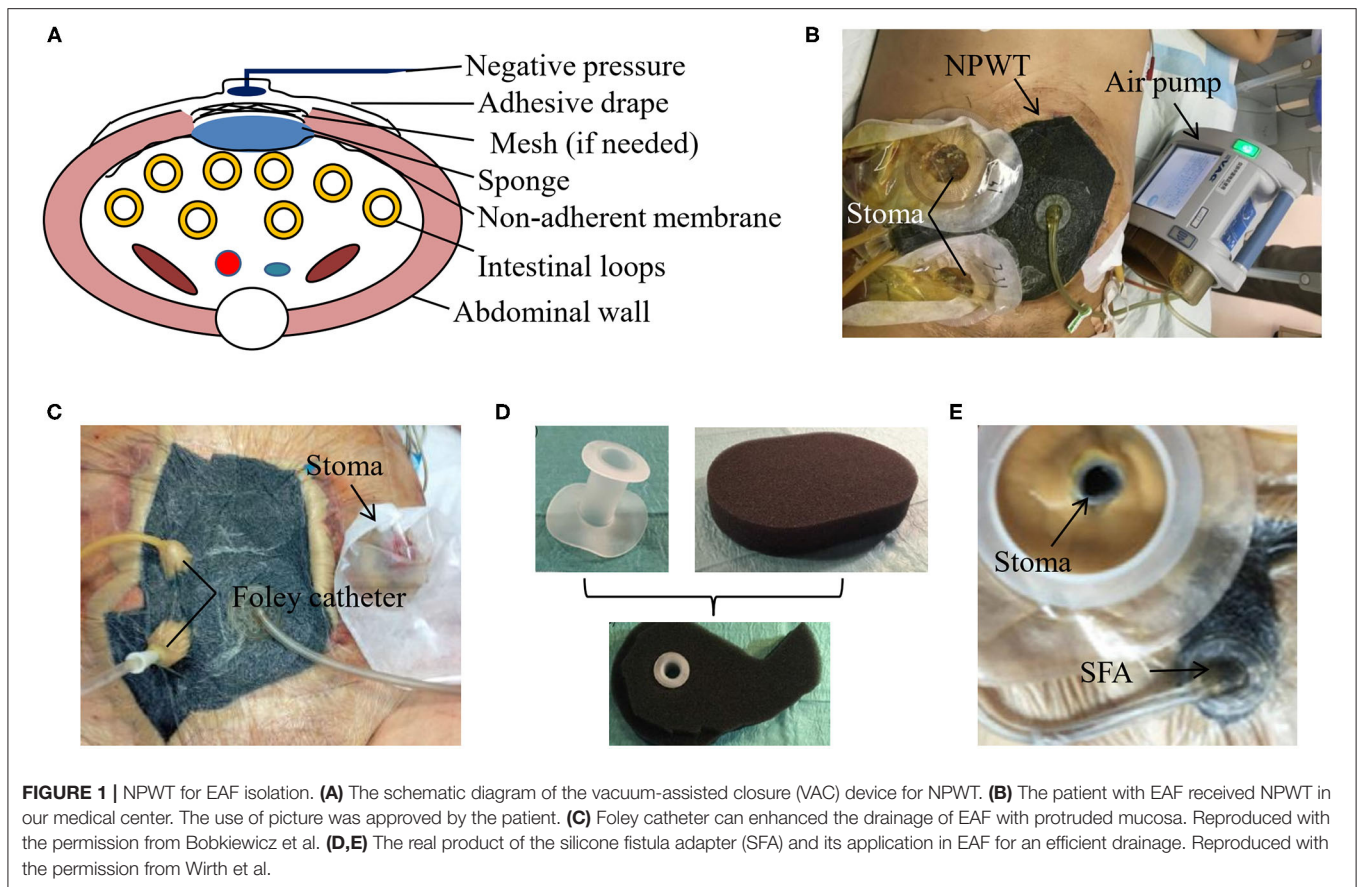 A
Negative pressure
Adhesive drape
Mesh (if needed)
Sponge
Non-adherent membrane
Intestinal loops
Abdominal wall
B
NPWT
Air pump
Stoma
C
Stoma
Foley catheter
D
E
Stoma
SFA
FIGURE 1 | NPWT for EAF isolation. (A) The schematic diagram of the vacuum-assisted closure (VAC) device for NPWT. (B) The patient with EAF received NPWT in
our medical center. The use of picture was approved by the patient. (C) Foley catheter can enhanced the drainage of EAF with protruded mucosa. Reproduced with
the permission from Bobkiewicz et al. (D,E) The real product of the silicone fistula adapter (SFA) and its application in EAF for an efficient drainage. Reproduced with
the permission from Wirth et al.